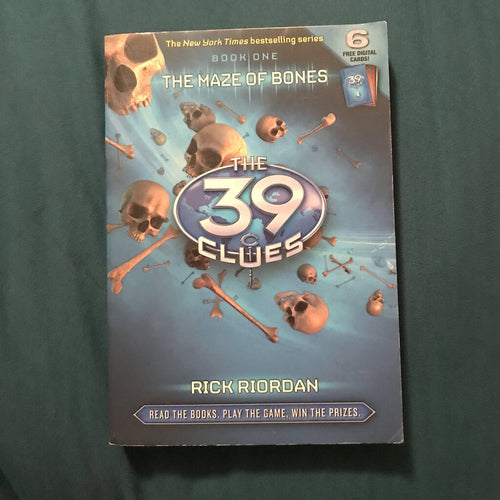 The New York Times bestselling series
BOOK ONE
THE MAZE OF BONES
6
FREE DIGITAL
CARDS!
39
THE
39
CLUES
RICK RIORDAN
READ THE BOOKS. PLAY THE GAME. WIN THE PRIZES.